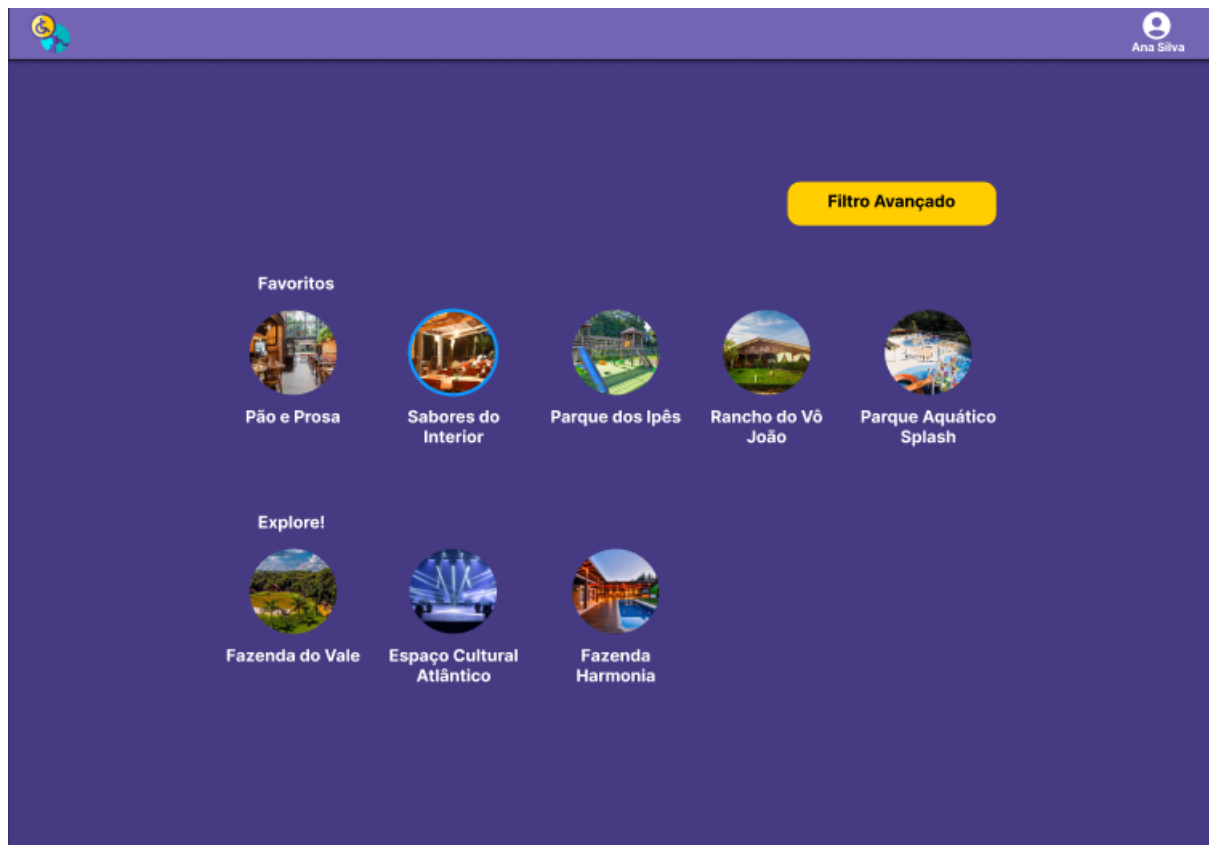 Ana Silva
Filtro Avançado
Favoritos
Pão e Prosa
Sabores do
Interior
Parque dos Ipês
Rancho do Vô
João
Parque Aquático
Splash
Explore!
Fazenda do Vale
Espaço Cultural
Atlântico
Fazenda
Harmonia